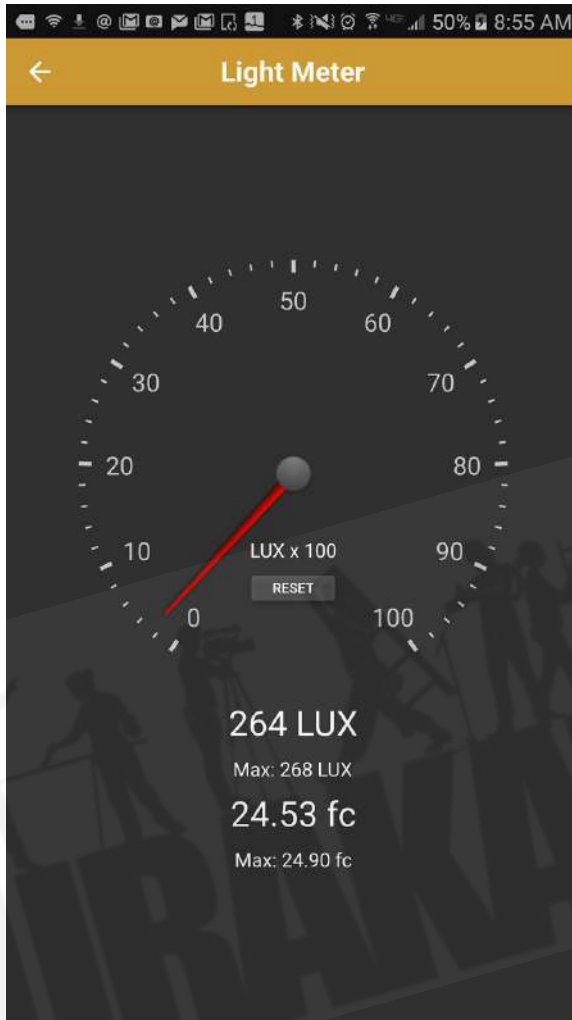 50% 8:55 AM
Light Meter
50
40 60
30 70
20 80
10 LUX x 100 90
RESET
0 100
264 LUX
Max: 268 LUX
24.53 fc
Max: 24.90 fc
IRAKA